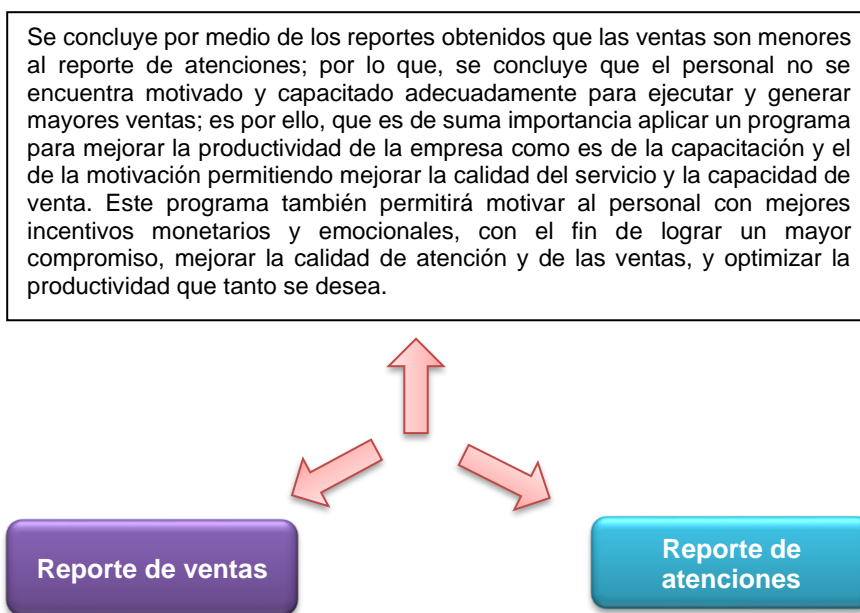 Se concluye por medio de los reportes obtenidos que las ventas son menores
al reporte de atenciones; por lo que, se concluye que el personal no se
encuentra motivado y capacitado adecuadamente para ejecutar y generar
mayores ventas; es por ello, que es de suma importancia aplicar un programa
para mejorar la productividad de la empresa como es de la capacitación y el
de la motivación permitiendo mejorar la calidad del servicio y la capacidad de
venta. Este programa también permitirá motivar al personal con mejores
incentivos monetarios y emocionales, con el fin de lograr un mayor
compromiso, mejorar la calidad de atención y de las ventas, y optimizar la
productividad que tanto se desea.
Reporte de ventas
Reporte de
atenciones